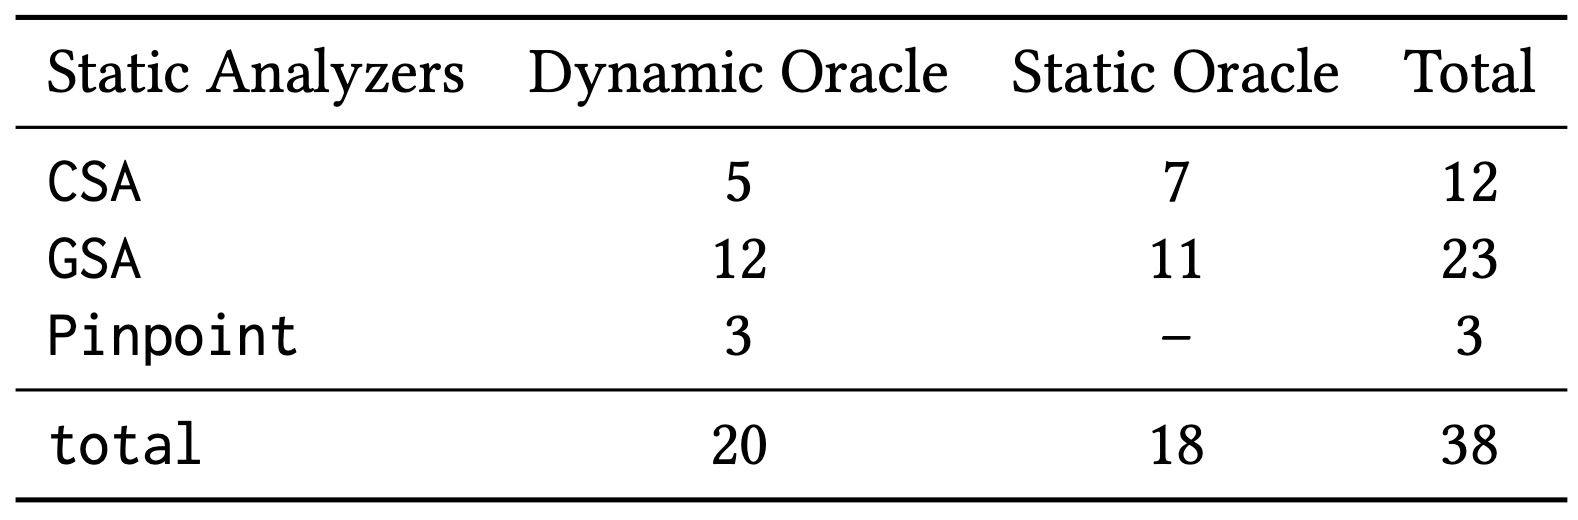 Static Analyzers Dynamic Oracle Static Oracle Total
CSA 5 7 12
GSA 12 11 23
Pinpoint 3 – 3
total 20 18 38